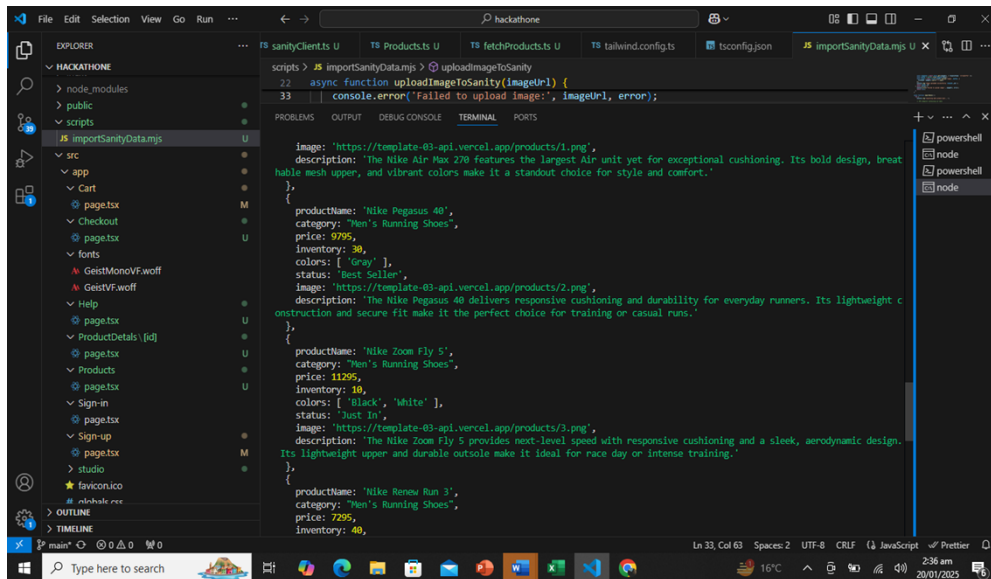 File Edit Selection View Go Run ···
hackathone
EXPLORER ···
HACKATHONE
node_modules
public
scripts
JS importSanityData.mjs U
src
app
Cart
page.tsx M
Checkout
page.tsx U
fonts
GeistMonoVF.woff
GeistVF.woff
Help
page.tsx U
ProductDetals\[id]
page.tsx U
Products
page.tsx U
Sign-in
page.tsx
Sign-up
page.tsx M
studio
favicon.ico
# globals.css
OUTLINE
TIMELINE
39
1
1
TS sanityClient.ts U
TS Products.ts U
TS fetchProducts.ts U
TS tailwind.config.ts
tsconfig.json
JS importSanityData.mjs U
scripts > JS importSanityData.mjs > uploadImageToSanity
22 async function uploadImageToSanity(imageUrl) {
33 console.error('Failed to upload image:', imageUrl, error);
PROBLEMS OUTPUT DEBUG CONSOLE TERMINAL PORTS
image: 'https://template-03-api.vercel.app/products/1.png',
description: 'The Nike Air Max 270 features the largest Air unit yet for exceptional cushioning. Its bold design, breat
hable mesh upper, and vibrant colors make it a standout choice for style and comfort.'
},
{
productName: 'Nike Pegasus 40',
category: "Men's Running Shoes",
price: 9795,
inventory: 30,
colors: [ 'Gray' ],
status: 'Best Seller',
image: 'https://template-03-api.vercel.app/products/2.png',
description: 'The Nike Pegasus 40 delivers responsive cushioning and durability for everyday runners. Its lightweight c
onstruction and secure fit make it the perfect choice for training or casual runs.'
},
{
productName: 'Nike Zoom Fly 5',
category: "Men's Running Shoes",
price: 11295,
inventory: 10,
colors: [ 'Black', 'White' ],
status: 'Just In',
image: 'https://template-03-api.vercel.app/products/3.png',
description: 'The Nike Zoom Fly 5 provides next-level speed with responsive cushioning and a sleek, aerodynamic design.
Its lightweight upper and durable outsole make it ideal for race day or intense training.'
},
{
productName: 'Nike Renew Run 3',
category: "Men's Running Shoes",
price: 7295,
inventory: 40,
powershell
node
powershell
node
main* 0 0 0
Ln 33, Col 63 Spaces: 2 UTF-8 CRLF {} JavaScript Prettier
Type here to search
16°C
2:36 am
20/01/2025
6